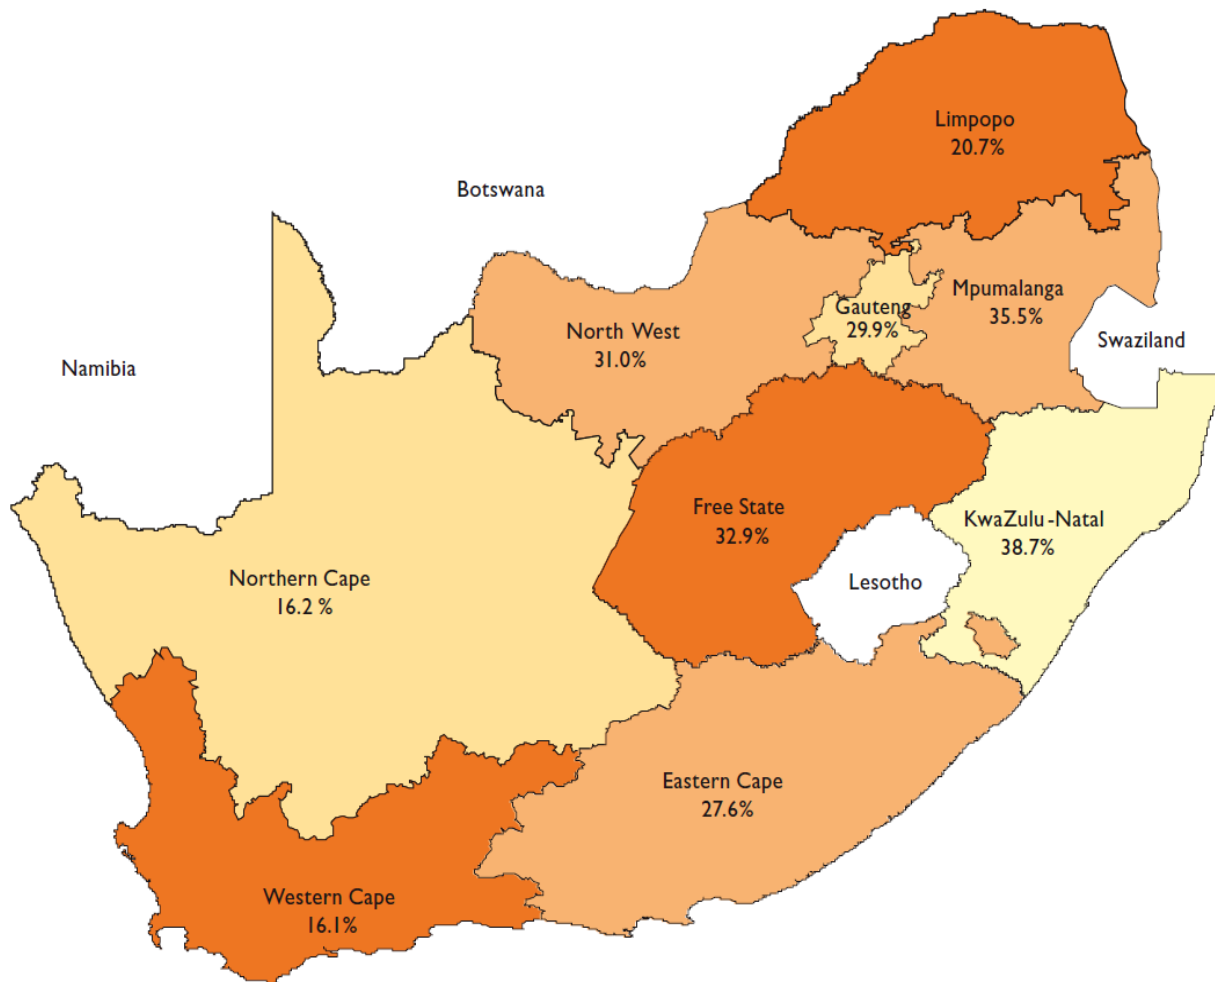 Limpopo
20.7%
Botswana
Mpumalanga
35.5%
Gauteng
29.9%
North West
31.0%
Swaziland
Namibia
Free State
32.9%
KwaZulu-Natal
38.7%
Northern Cape
16.2 %
Lesotho
Eastern Cape
27.6%
Western Cape
16.1%